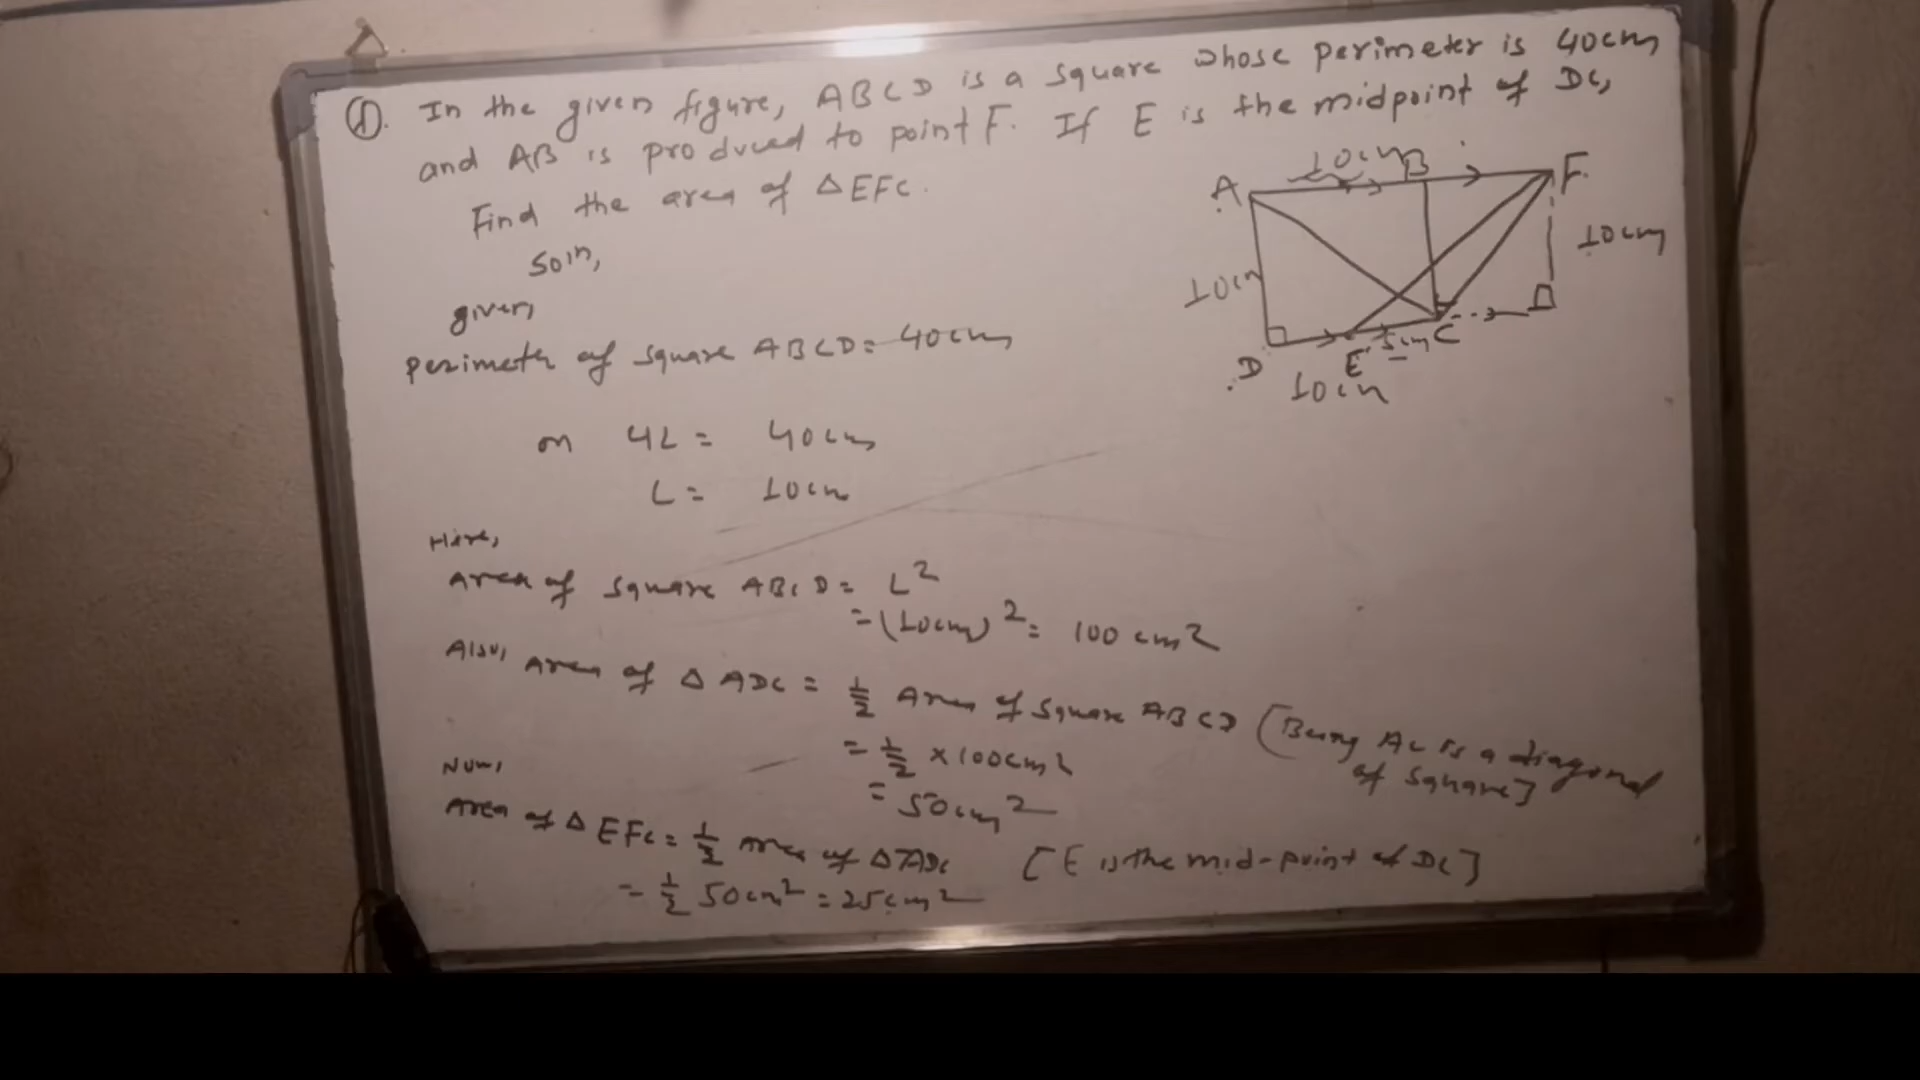 ①. In the given figure, ABCD is a square whose perimeter is 40cm
and AB is produced to point F. If E is the midpoint of DC,
Find the area of △EFC.
Soln,
given,
perimeter of square ABCD = 40cm
or 4L = 40cm
L = 10cm
Here,
Area of square ABCD = L²
= (10cm)² = 100 cm²
Also, Area of △ ADC = 1/2 Area of square ABCD [Being AC is a diagonal
of square]
= 1/2 × 100cm²
= 50cm²
Now,
Area of △ EFC = 1/2 Area of △ADC [E is the mid-point of DC]
= 1/2 50cm² = 25cm²
10cm
A B F
10cm 10cm
D E 5cm C
10cm